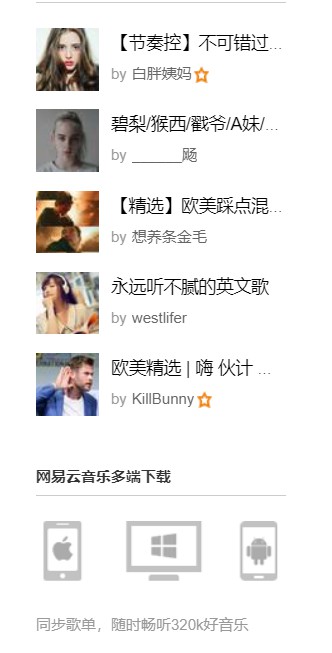 【节奏控】不可错过...
by 白胖姨妈
碧梨/猴西/戳爷/A妹/...
by ______飏
【精选】欧美踩点混...
by 想养条金毛
永远听不腻的英文歌
by westlifer
欧美精选 | 嗨 伙计 ...
by KillBunny
网易云音乐多端下载
同步歌单，随时畅听320k好音乐